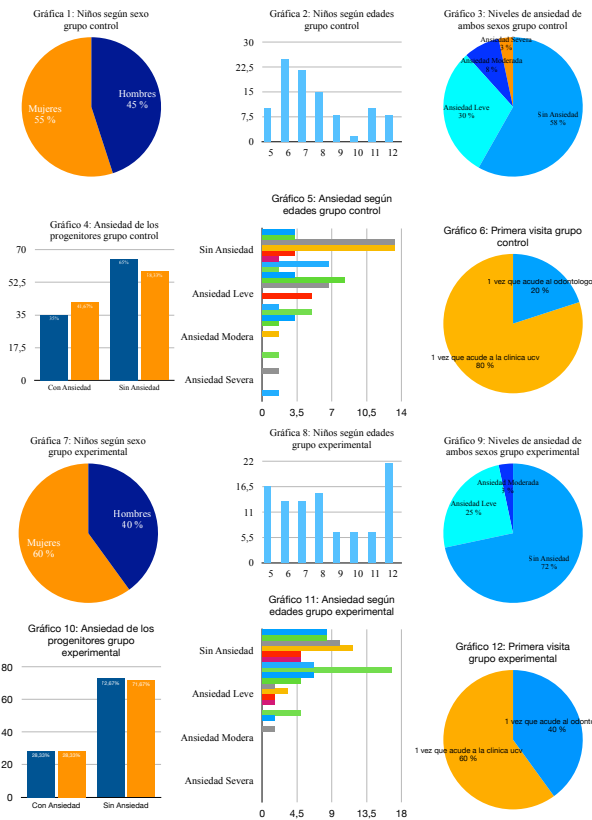 Gráfica 1: Niños según sexo
grupo control
Hombres
45 %
Mujeres
55 %
Gráfica 2: Niños según edades
grupo control
30
22,5
15
7,5
0
5 6 7 8 9 10 11 12
Gráfico 3: Niveles de ansiedad de
ambos sexos grupo control
Ansiedad Severa
3 %
Ansiedad Moderada
8 %
Ansiedad Leve
30 %
Sin Ansiedad
58 %
Gráfico 4: Ansiedad de los
progenitores grupo control
70
52,5
35
17,5
0
35%
41,67%
65%
58,33%
Con Ansiedad Sin Ansiedad
Gráfico 5: Ansiedad según
edades grupo control
Sin Ansiedad
Ansiedad Leve
Ansiedad Modera
Ansiedad Severa
0 3,5 7 10,5 14
Gráfico 6: Primera visita grupo
control
1 vez que acude al odontologo
20 %
1 vez que acude a la clinica ucv
80 %
Gráfica 7: Niños según sexo
grupo experimental
Hombres
40 %
Mujeres
60 %
Gráfica 8: Niños según edades
grupo experimental
22
16,5
11
5,5
0
5 6 7 8 9 10 11 12
Gráfico 9: Niveles de ansiedad de
ambos sexos grupo experimental
Ansiedad Moderada
3 %
Ansiedad Leve
25 %
Sin Ansiedad
72 %
Gráfico 10: Ansiedad de los
progenitores grupo
experimental
80
60
40
20
0
28,33% 28,33%
73,67% 71,67%
Con Ansiedad Sin Ansiedad
Gráfico 11: Ansiedad según
edades grupo experimental
Sin Ansiedad
Ansiedad Leve
Ansiedad Modera
Ansiedad Severa
0 4,5 9 13,5 18
Gráfico 12: Primera visita
grupo experimental
1 vez que acude al odonto
40 %
1 vez que acude a la clinica ucv
60 %